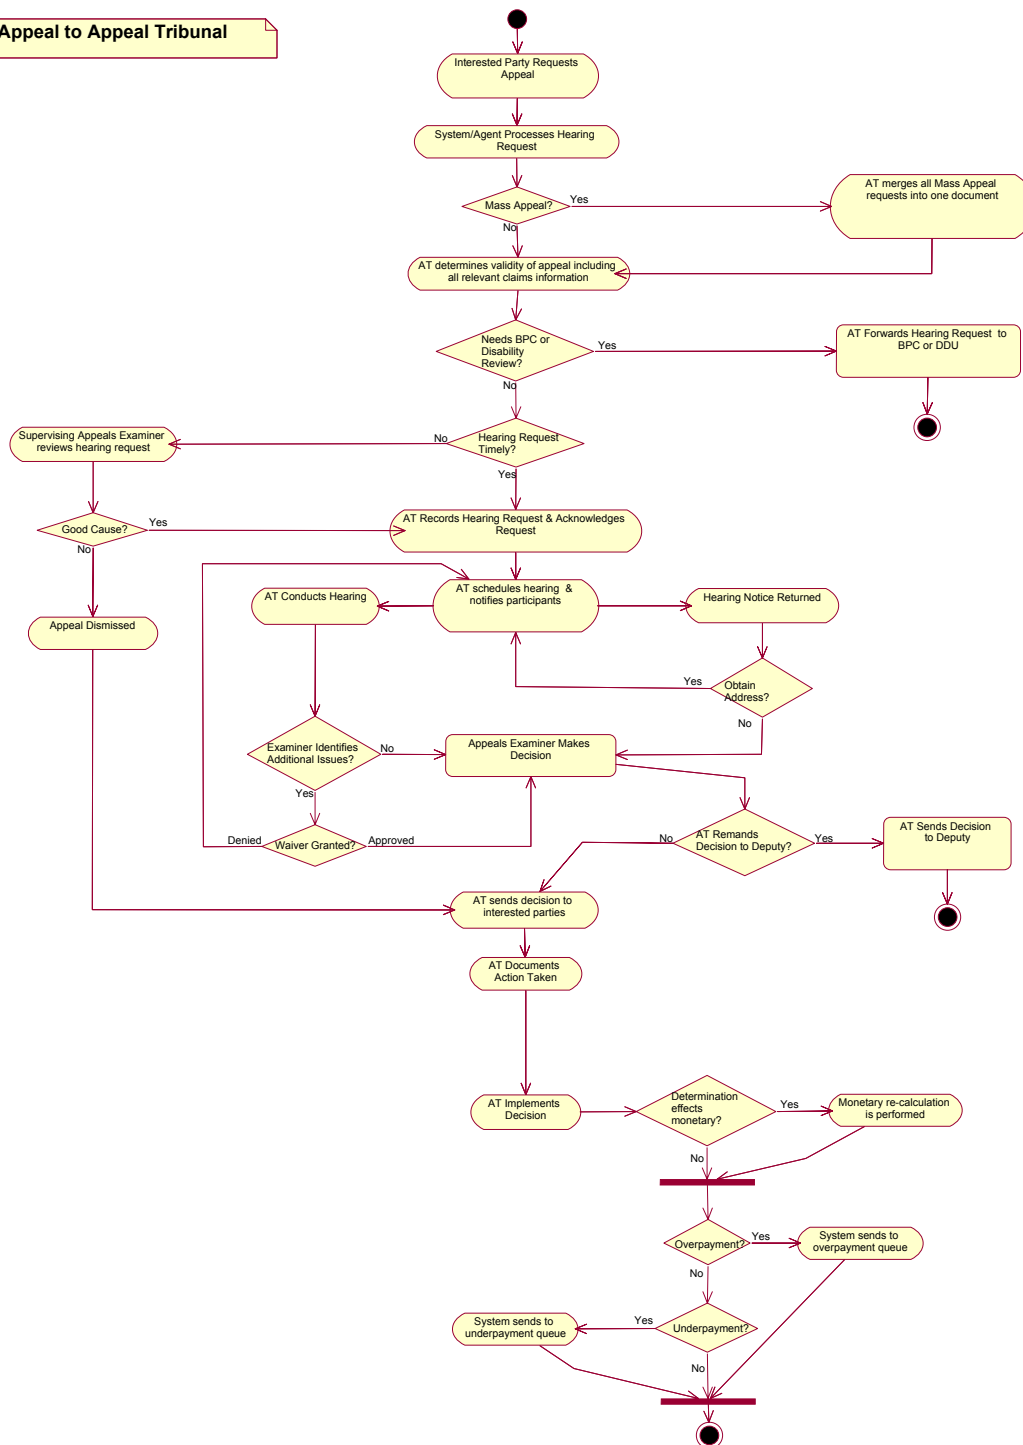 Appeal to Appeal Tribunal
Interested Party Requests
Appeal
System/Agent Processes Hearing
Request
Mass Appeal?
Yes
No
AT merges all Mass Appeal
requests into one document
AT determines validity of appeal including
all relevant claims information
Needs BPC or
Disability
Review?
Yes
No
AT Forwards Hearing Request to
BPC or DDU
Hearing Request
Timely?
No
Yes
Supervising Appeals Examiner
reviews hearing request
Good Cause?
Yes
No
AT Records Hearing Request & Acknowledges
Request
AT schedules hearing &
notifies participants
AT Conducts Hearing
Hearing Notice Returned
Appeal Dismissed
Obtain
Address?
Yes
No
Examiner Identifies
Additional Issues?
No
Yes
Appeals Examiner Makes
Decision
Waiver Granted?
Denied
Approved
AT Remands
Decision to Deputy?
No
Yes
AT Sends Decision
to Deputy
AT sends decision to
interested parties
AT Documents
Action Taken
AT Implements
Decision
Determination
effects
monetary?
Yes
No
Monetary re-calculation
is performed
Overpayment?
Yes
No
System sends to
overpayment queue
Underpayment?
Yes
No
System sends to
underpayment queue